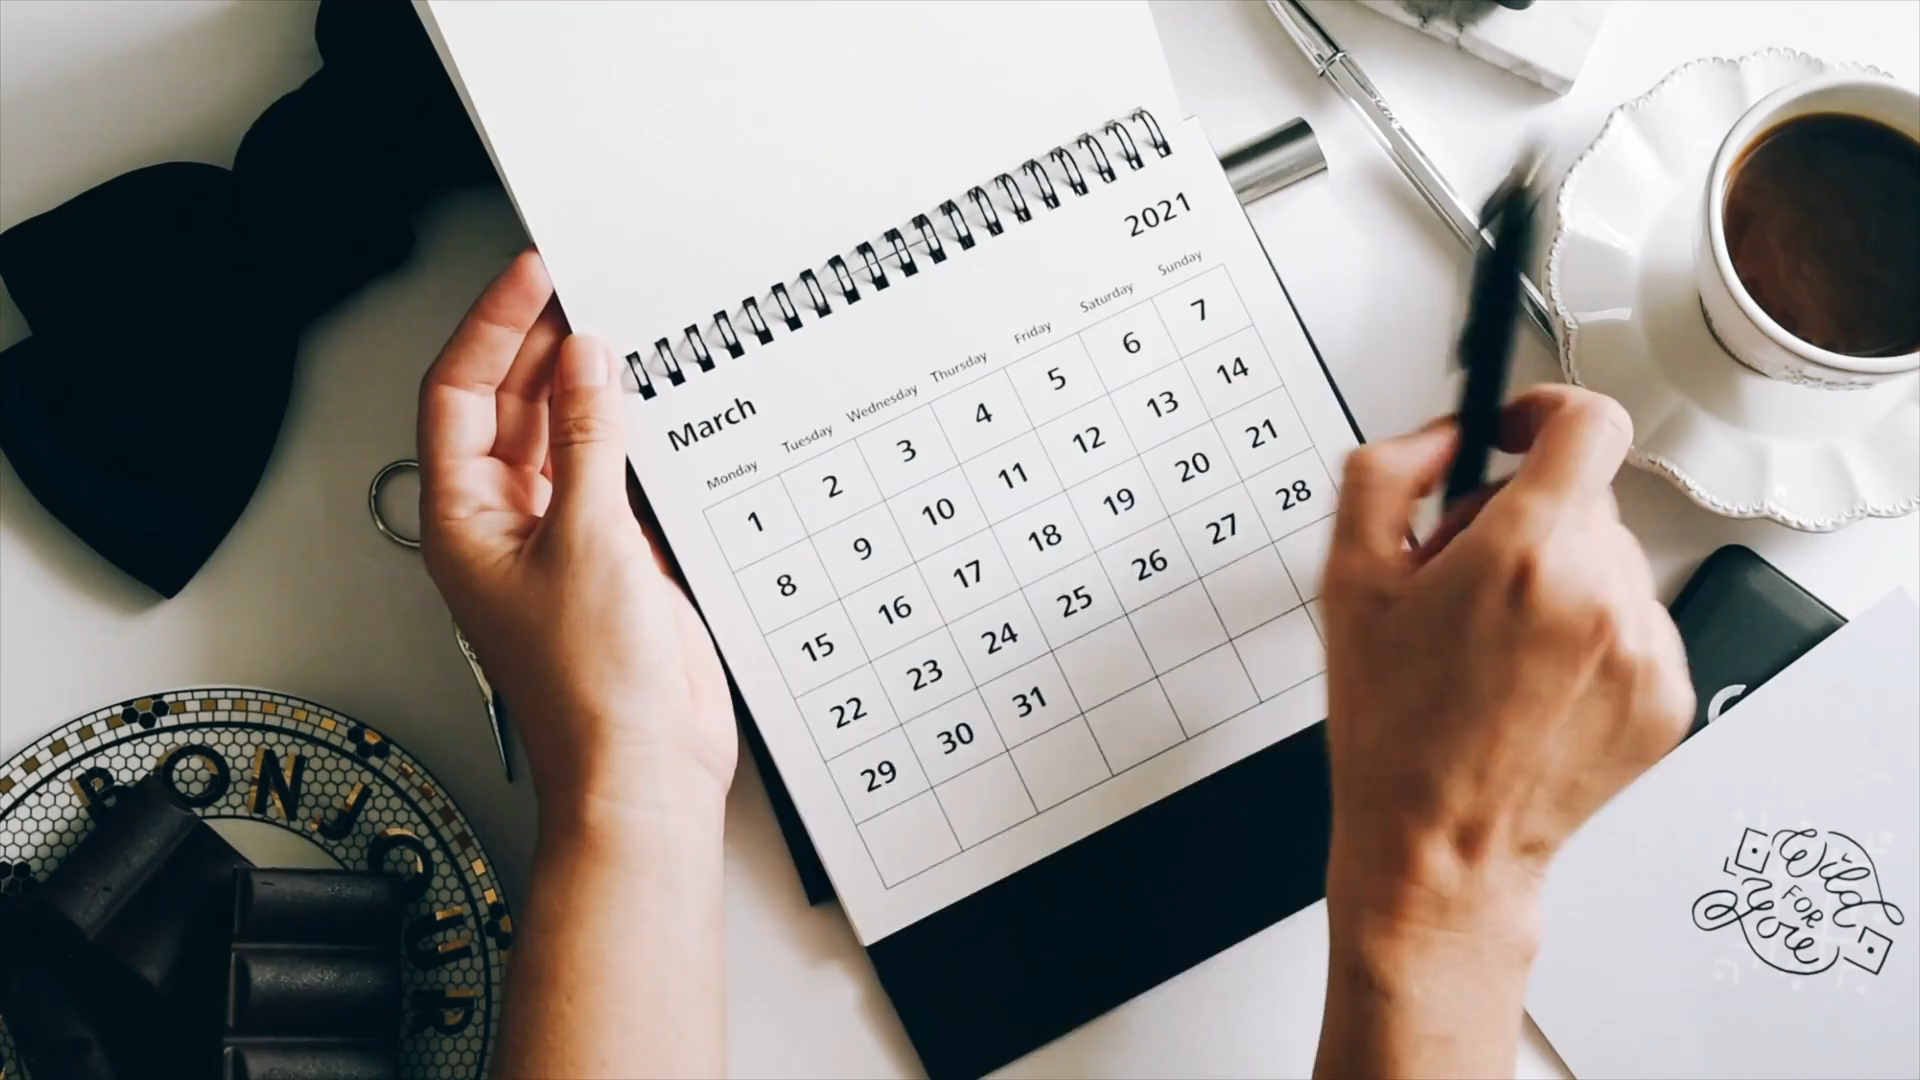 2021
March
Monday Tuesday Wednesday Thursday Friday Saturday Sunday
1 2 3 4 5 6 7
8 9 10 11 12 13 14
15 16 17 18 19 20 21
22 23 24 25 26 27 28
29 30 31
BONJOUR
Wild
FOR